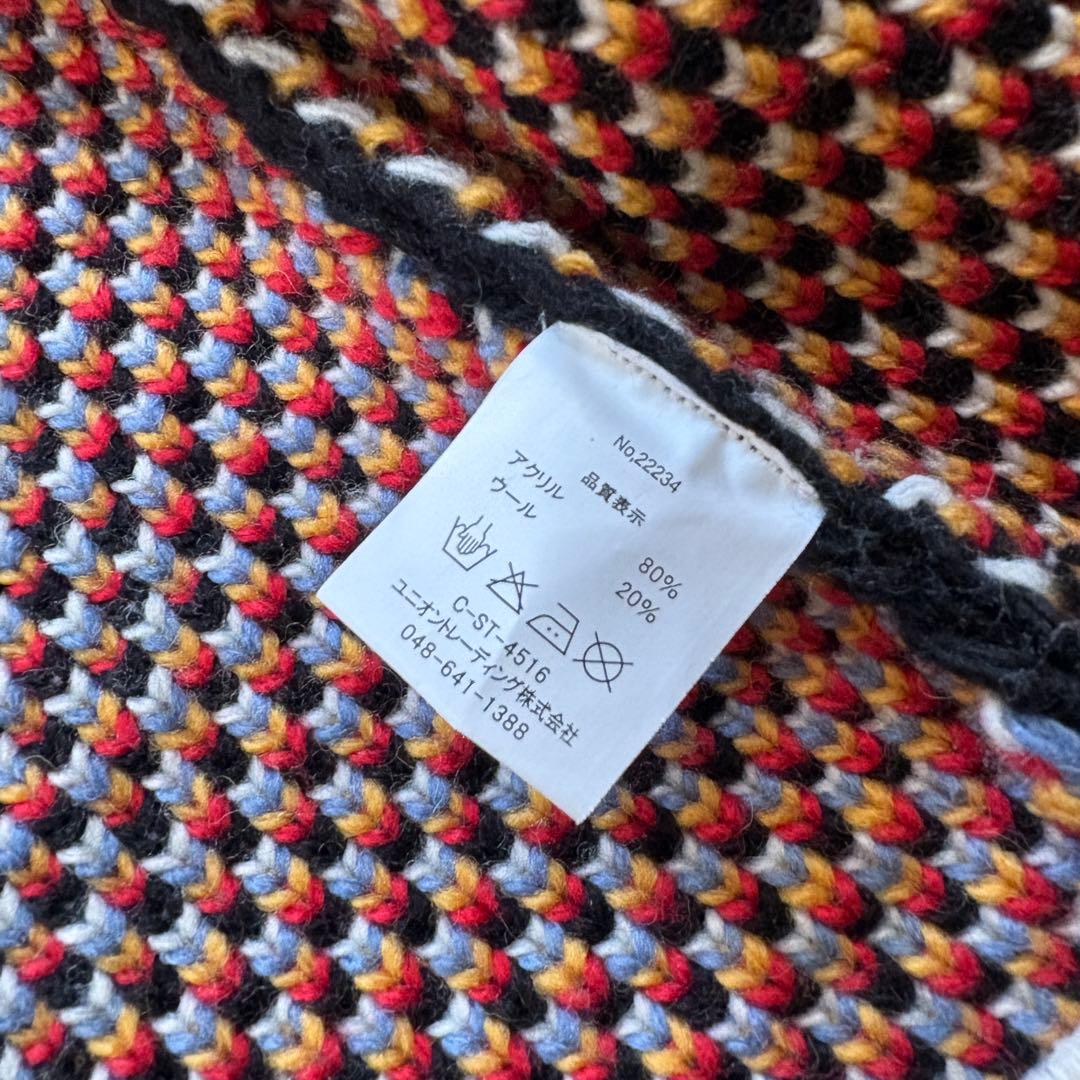 No.22234
品質表示
アクリル 80%
ウール 20%
C-ST-4516
ユニオントレーディング株式会社
048-641-1388